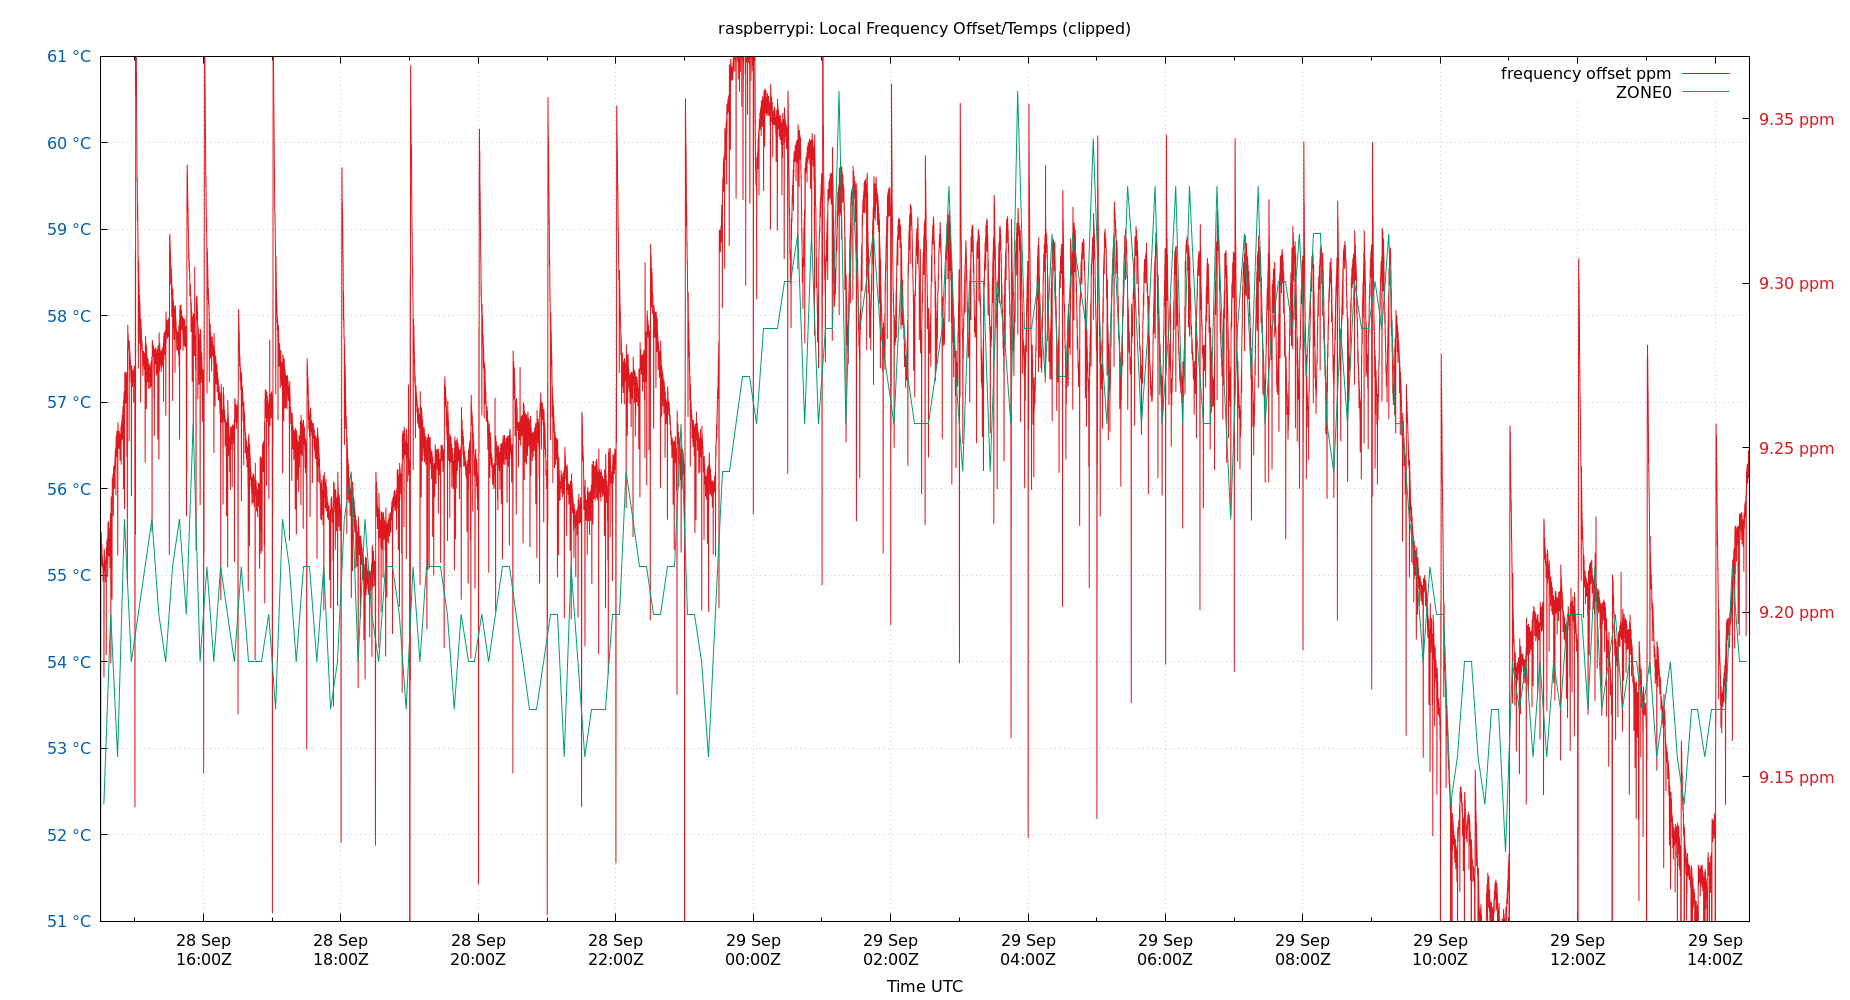 raspberrypi: Local Frequency Offset/Temps (clipped)
frequency offset ppm
ZONE0
61 °C
60 °C
59 °C
58 °C
57 °C
56 °C
55 °C
54 °C
53 °C
52 °C
51 °C
9.35 ppm
9.30 ppm
9.25 ppm
9.20 ppm
9.15 ppm
28 Sep
16:00Z
28 Sep
18:00Z
28 Sep
20:00Z
28 Sep
22:00Z
29 Sep
00:00Z
29 Sep
02:00Z
29 Sep
04:00Z
29 Sep
06:00Z
29 Sep
08:00Z
29 Sep
10:00Z
29 Sep
12:00Z
29 Sep
14:00Z
Time UTC